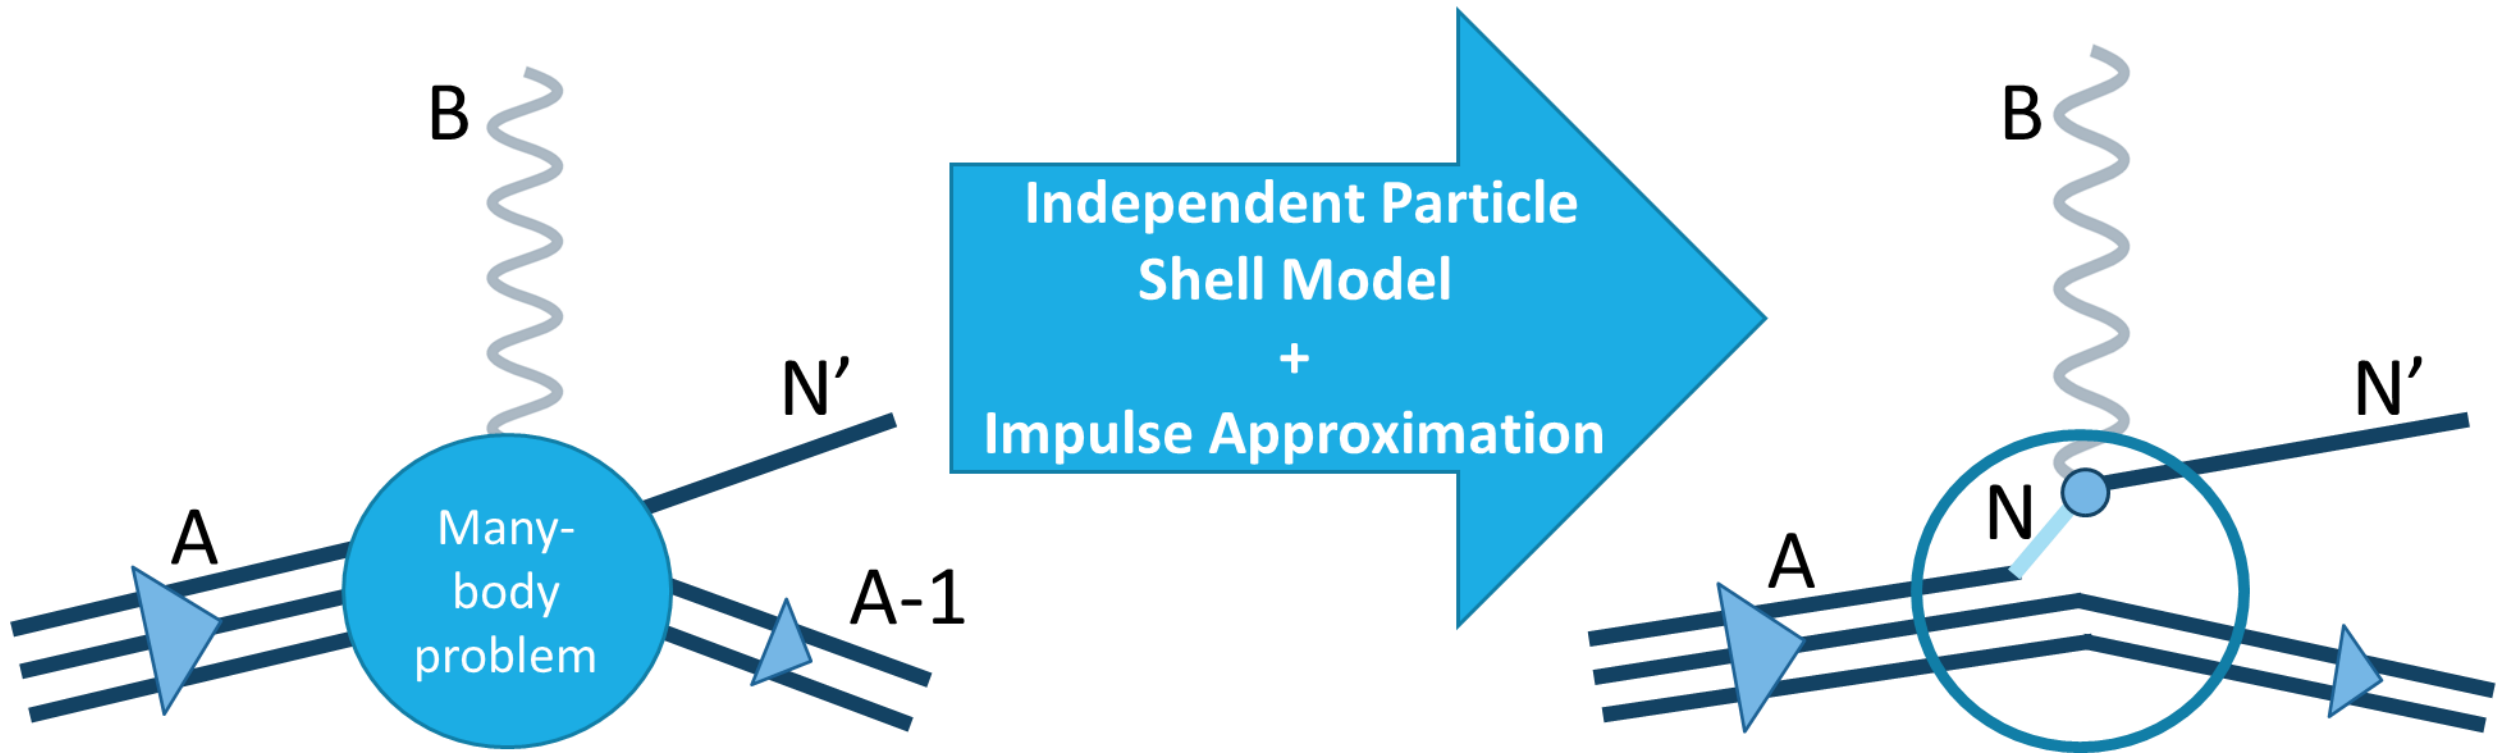 B
N'
A
Many-
body
problem
A-1
Independent Particle
Shell Model
+
Impulse Approximation
B
N'
N
A